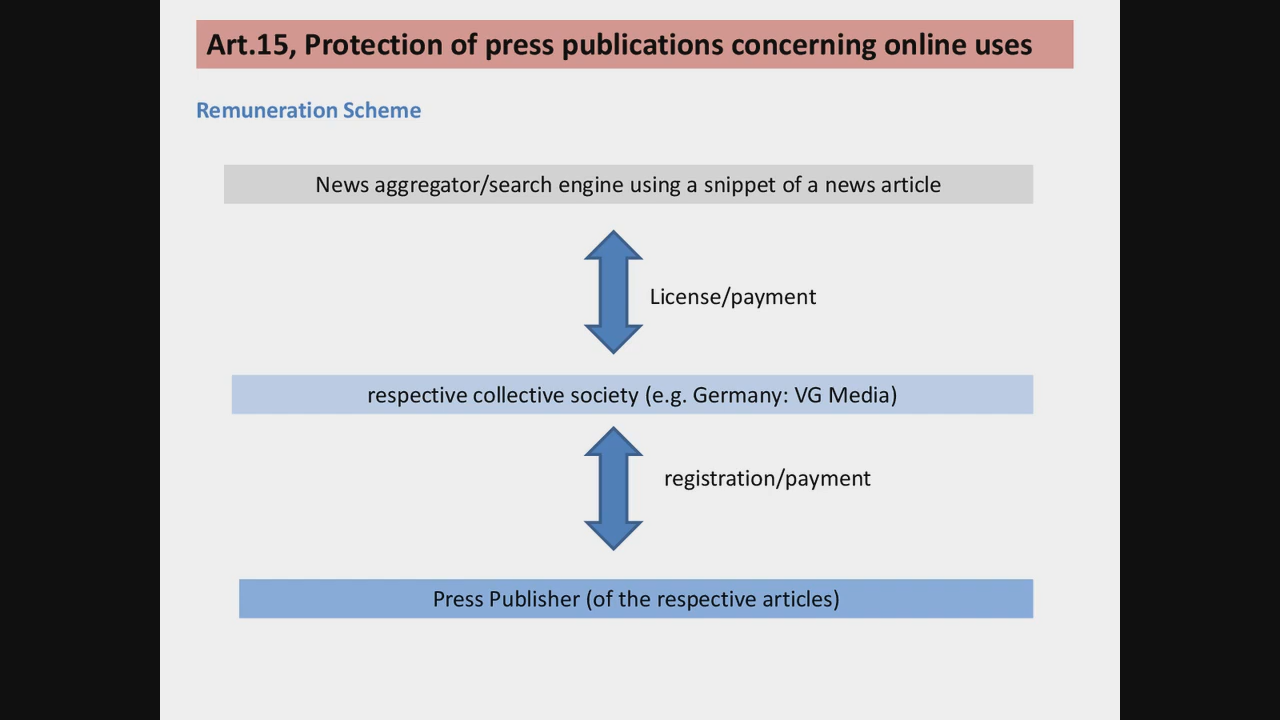 Art.15, Protection of press publications concerning online uses
Remuneration Scheme
News aggregator/search engine using a snippet of a news article
License/payment
respective collective society (e.g. Germany: VG Media)
registration/payment
Press Publisher (of the respective articles)